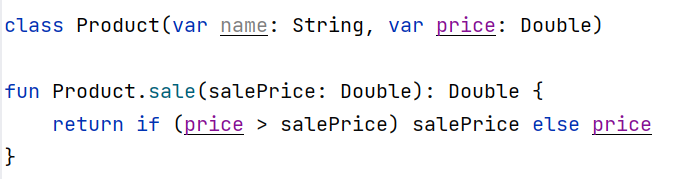 class Product(var name: String, var price: Double)
fun Product.sale(salePrice: Double): Double {
    return if (price > salePrice) salePrice else price
}